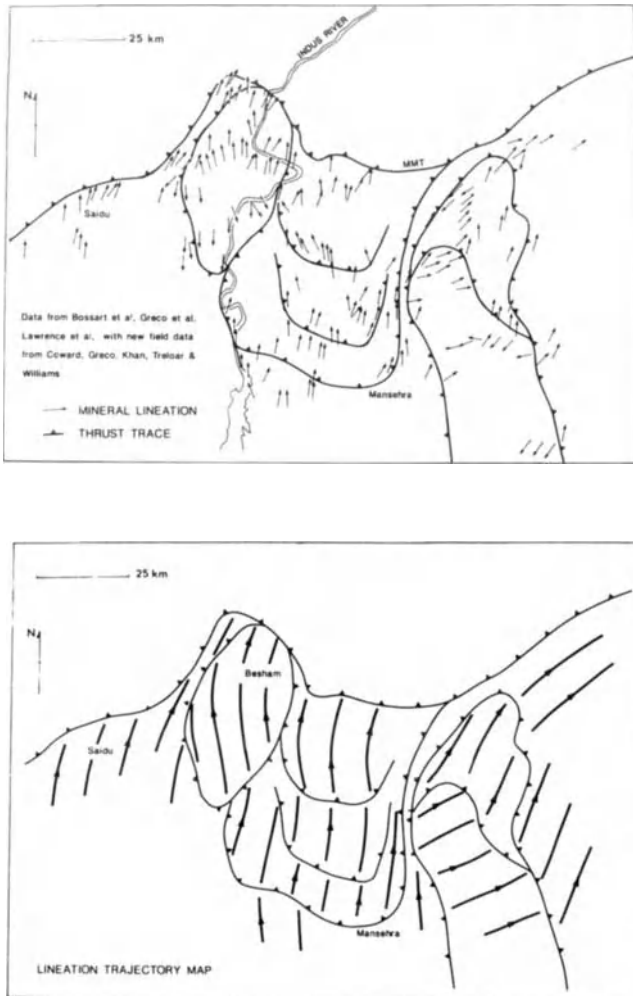 25 km
INDUS RIVER
N
MMT
Saidu
Data from Bossart et al, Greco et al,
Lawrence et al, with new field data
from Coward, Greco, Khan, Treloar &
Williams
Mansehra
MINERAL LINEATION
THRUST TRACE
25 km
N
Besham
Saidu
Mansehra
LINEATION TRAJECTORY MAP